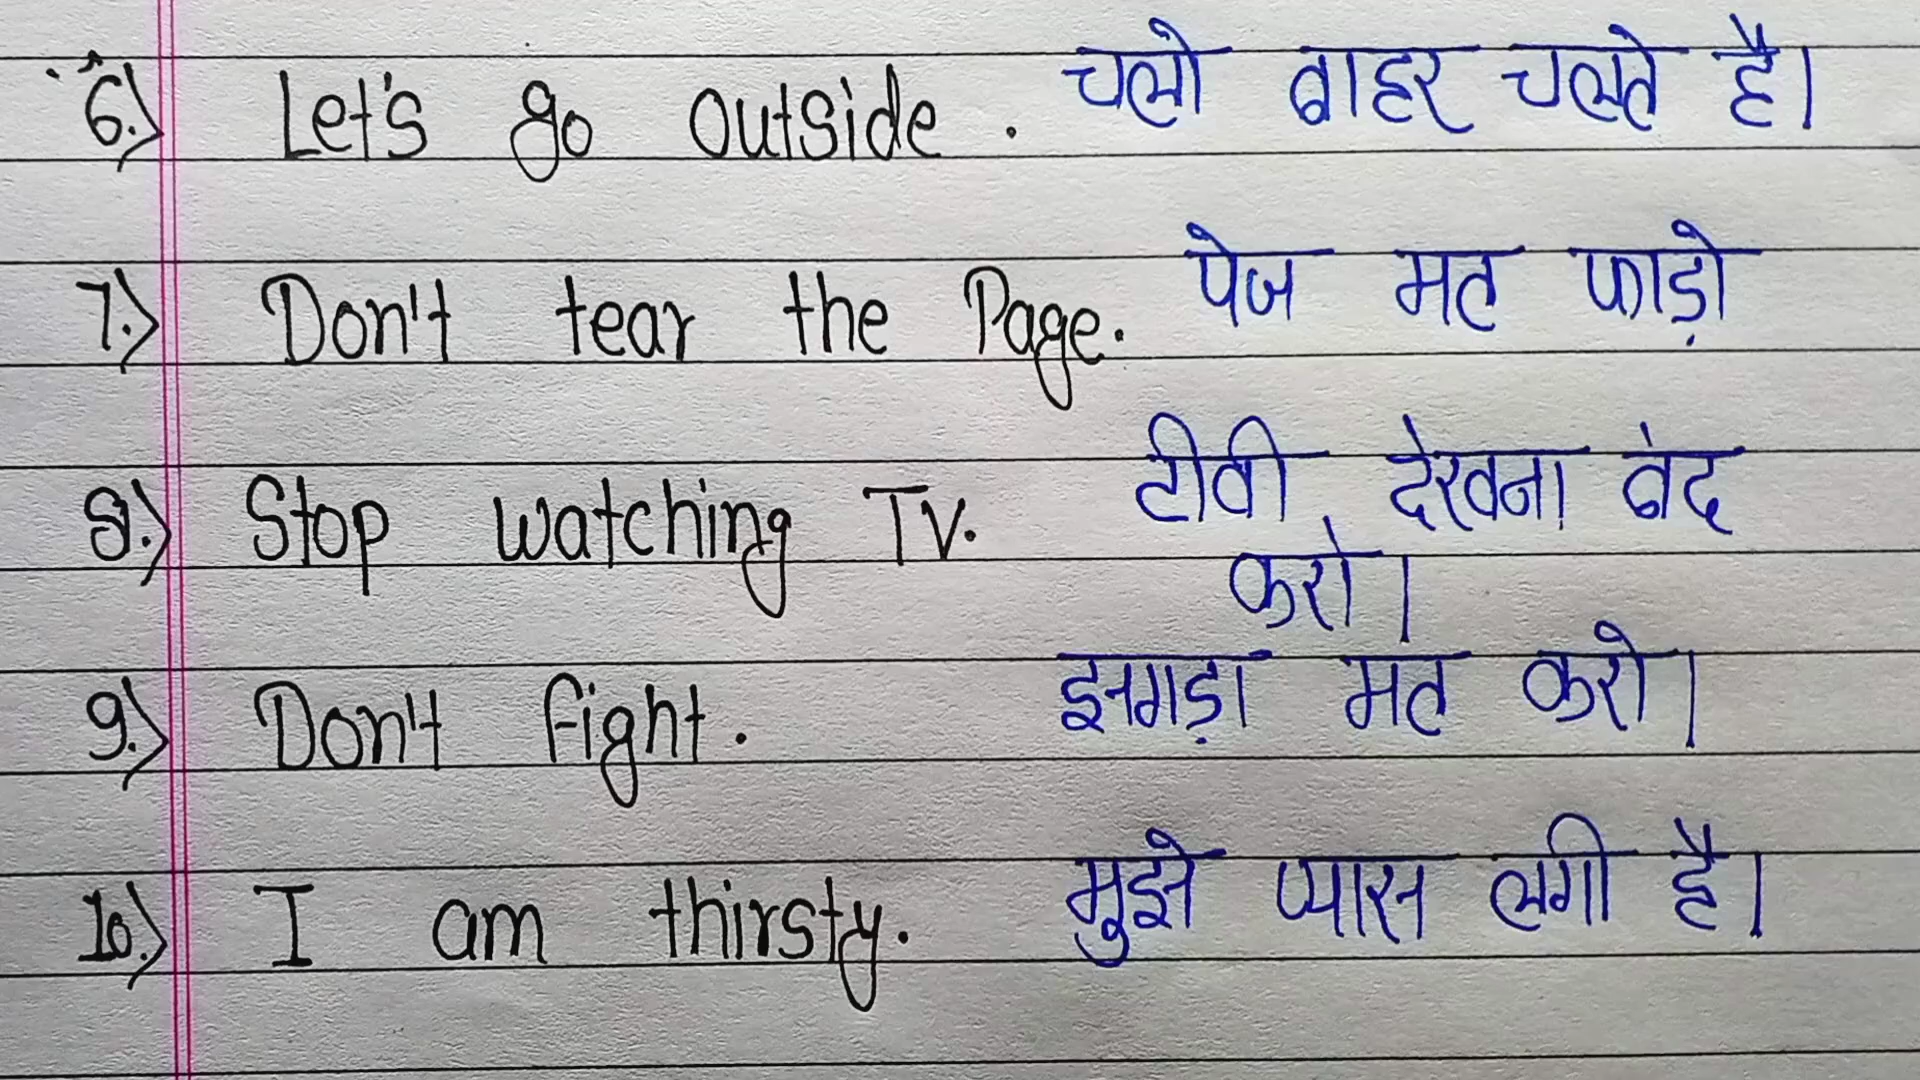 6.) Let's go outside. चलो बाहर चलते है।
7.) Don't tear the Page. पेज मत फाड़ो
8.) Stop watching TV. टीवी देखना बंद
करो।
9.) Don't fight. झगड़ा मत करो।
10.) I am thirsty. मुझे प्यास लगी है।